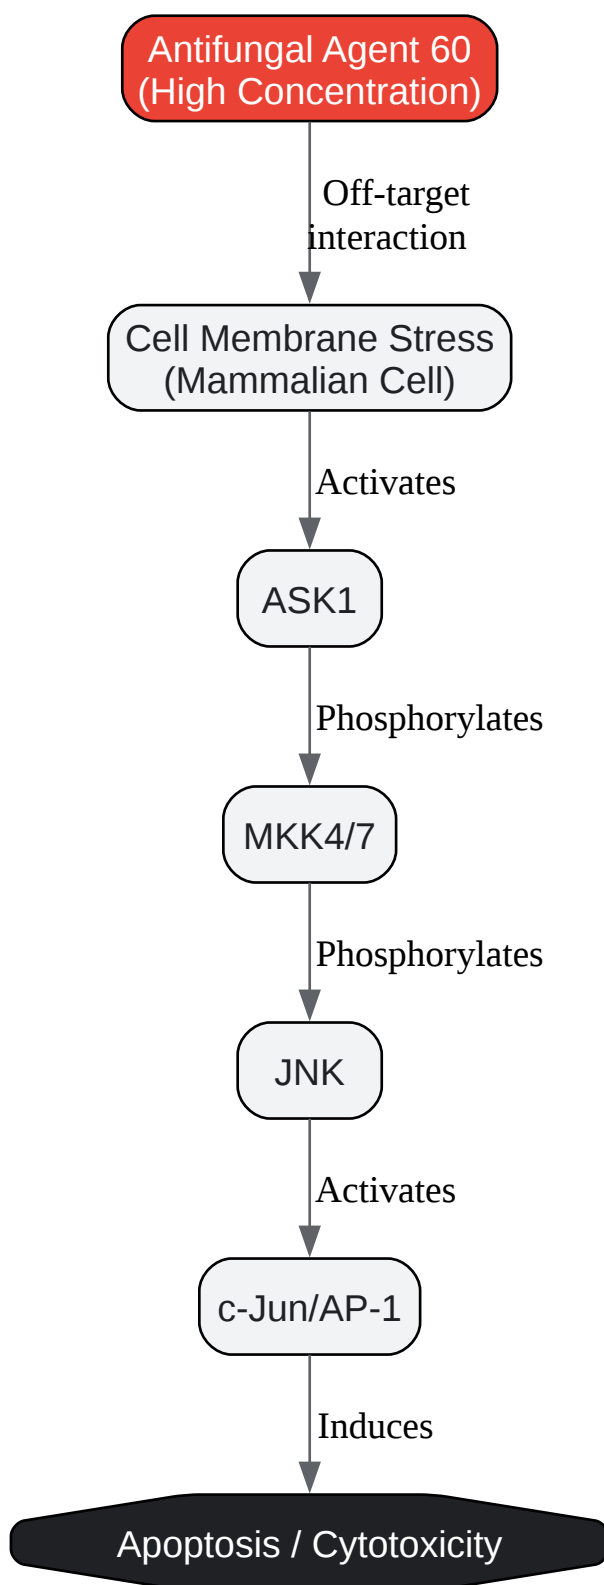 Antifungal Agent 60
(High Concentration)
Off-target
interaction
Cell Membrane Stress
(Mammalian Cell)
Activates
ASK1
Phosphorylates
MKK4/7
Phosphorylates
JNK
Activates
c-Jun/AP-1
Induces
Apoptosis / Cytotoxicity